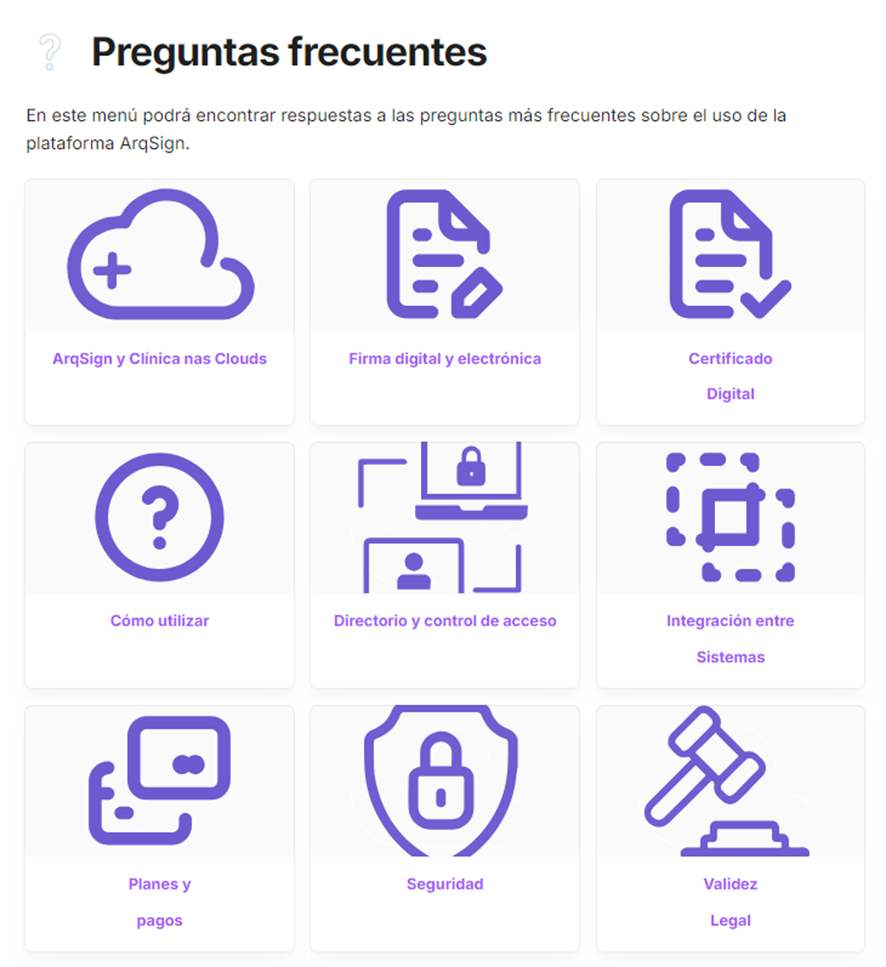 Preguntas frecuentes
En este menú podrá encontrar respuestas a las preguntas más frecuentes sobre el uso de la
plataforma ArqSign.
ArqSign y Clínica nas Clouds
Firma digital y electrónica
Certificado
Digital
Cómo utilizar
Directorio y control de acceso
Integración entre
Sistemas
Planes y
pagos
Seguridad
Validez
Legal